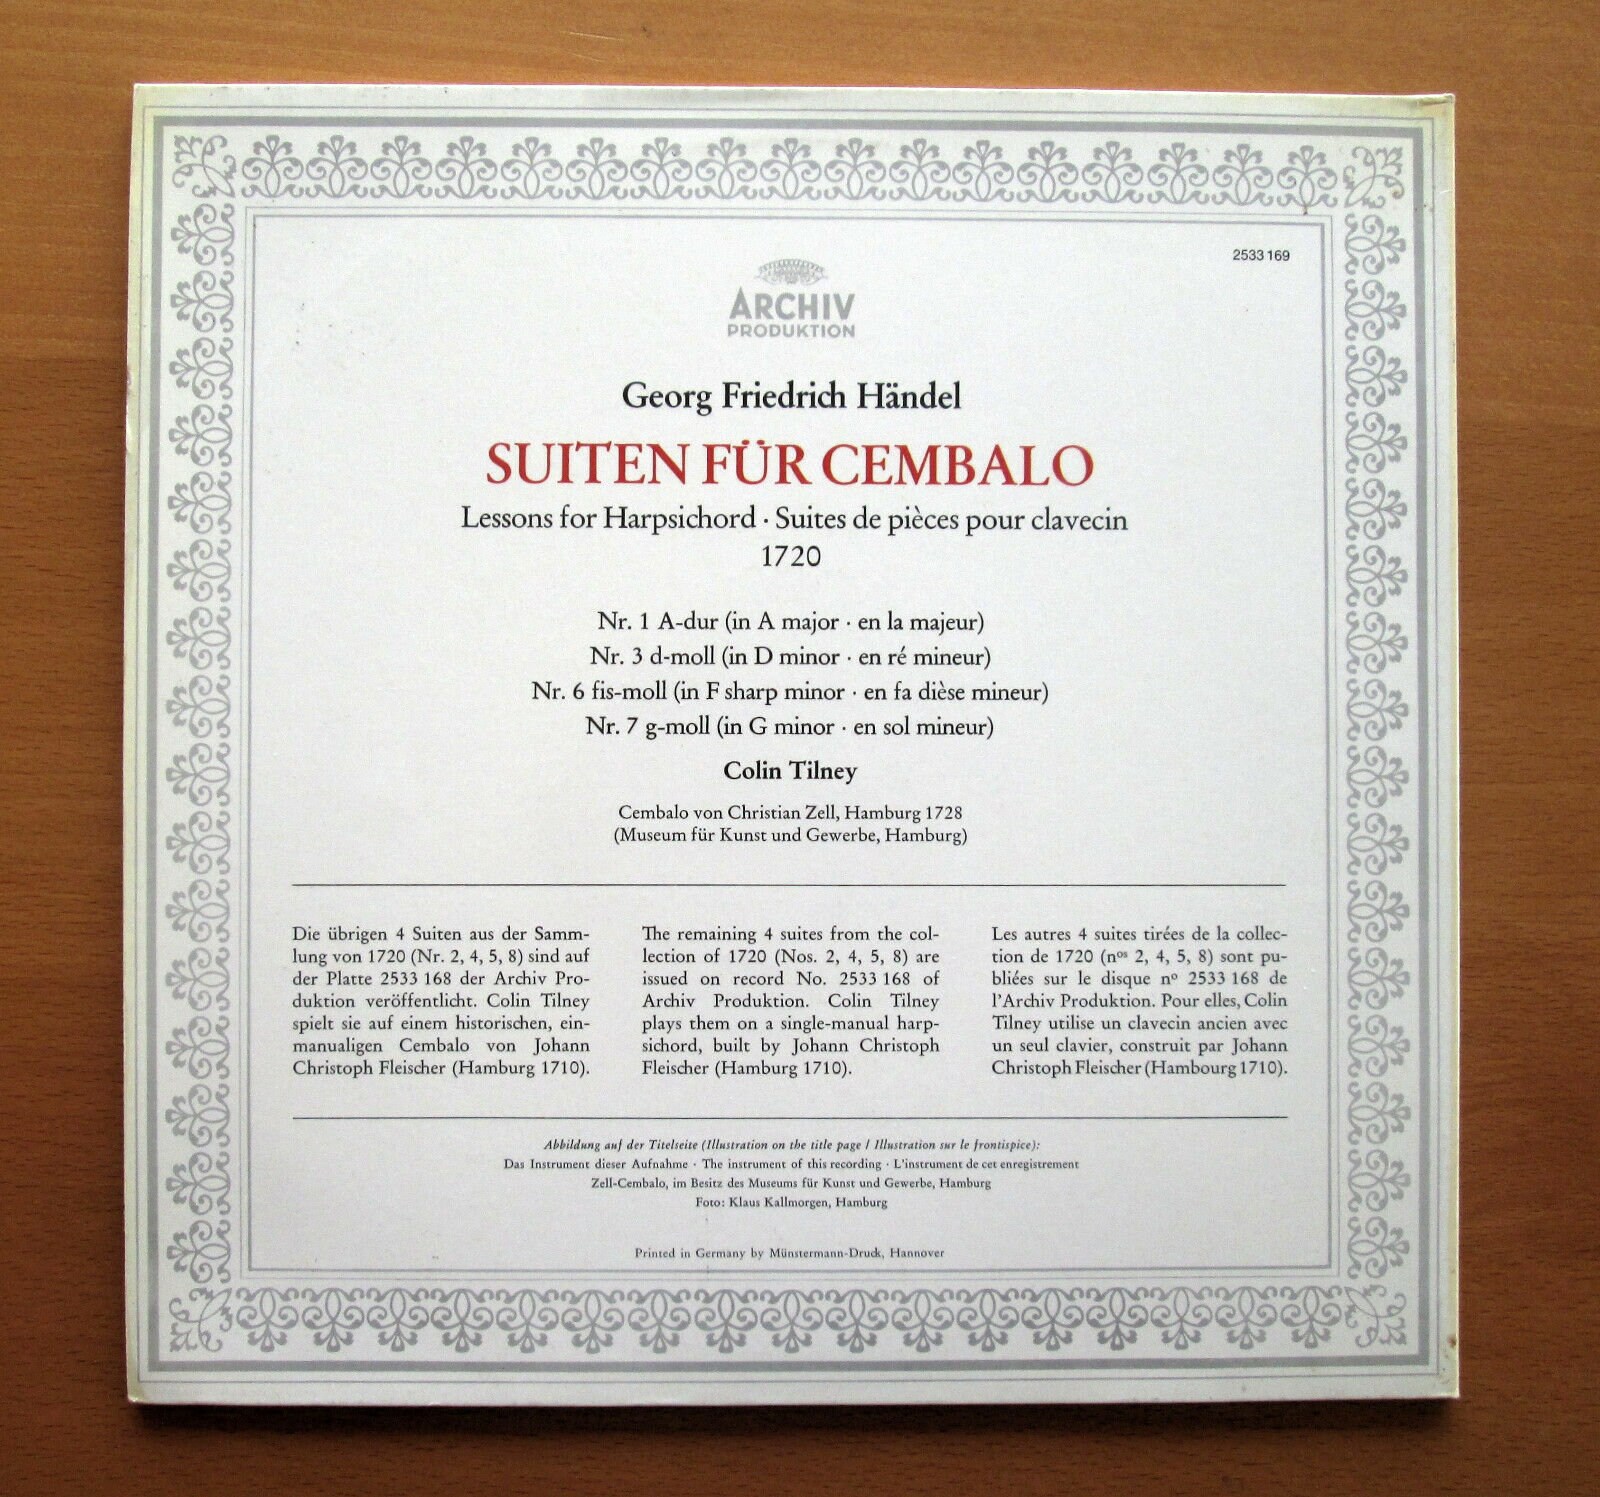 2533 169
ARCHIV
PRODUKTION
Georg Friedrich Händel
SUITEN FÜR CEMBALO
Lessons for Harpsichord · Suites de pièces pour clavecin
1720
Nr. 1 A-dur (in A major · en la majeur)
Nr. 3 d-moll (in D minor · en ré mineur)
Nr. 6 fis-moll (in F sharp minor · en fa dièse mineur)
Nr. 7 g-moll (in G minor · en sol mineur)
Colin Tilney
Cembalo von Christian Zell, Hamburg 1728
(Museum für Kunst und Gewerbe, Hamburg)
Die übrigen 4 Suiten aus der Samm-
lung von 1720 (Nr. 2, 4, 5, 8) sind auf
der Platte 2533 168 der Archiv Pro-
duktion veröffentlicht. Colin Tilney
spielt sie auf einem historischen, ein-
manualigen Cembalo von Johann
Christoph Fleischer (Hamburg 1710).
The remaining 4 suites from the col-
lection of 1720 (Nos. 2, 4, 5, 8) are
issued on record No. 2533 168 of
Archiv Produktion. Colin Tilney
plays them on a single-manual harp-
sichord, built by Johann Christoph
Fleischer (Hamburg 1710).
Les autres 4 suites tirées de la collec-
tion de 1720 (nos 2, 4, 5, 8) sont pu-
bliées sur le disque nº 2533 168 de
l'Archiv Produktion. Pour elles, Colin
Tilney utilise un clavecin ancien avec
un seul clavier, construit par Johann
Christoph Fleischer (Hambourg 1710).
Abbildung auf der Titelseite (Illustration on the title page / Illustration sur le frontispice):
Das Instrument dieser Aufnahme · The instrument of this recording · L'instrument de cet enregistrement
Zell-Cembalo, im Besitz des Museums für Kunst und Gewerbe, Hamburg
Foto: Klaus Kallmorgen, Hamburg
Printed in Germany by Münstermann-Druck, Hannover